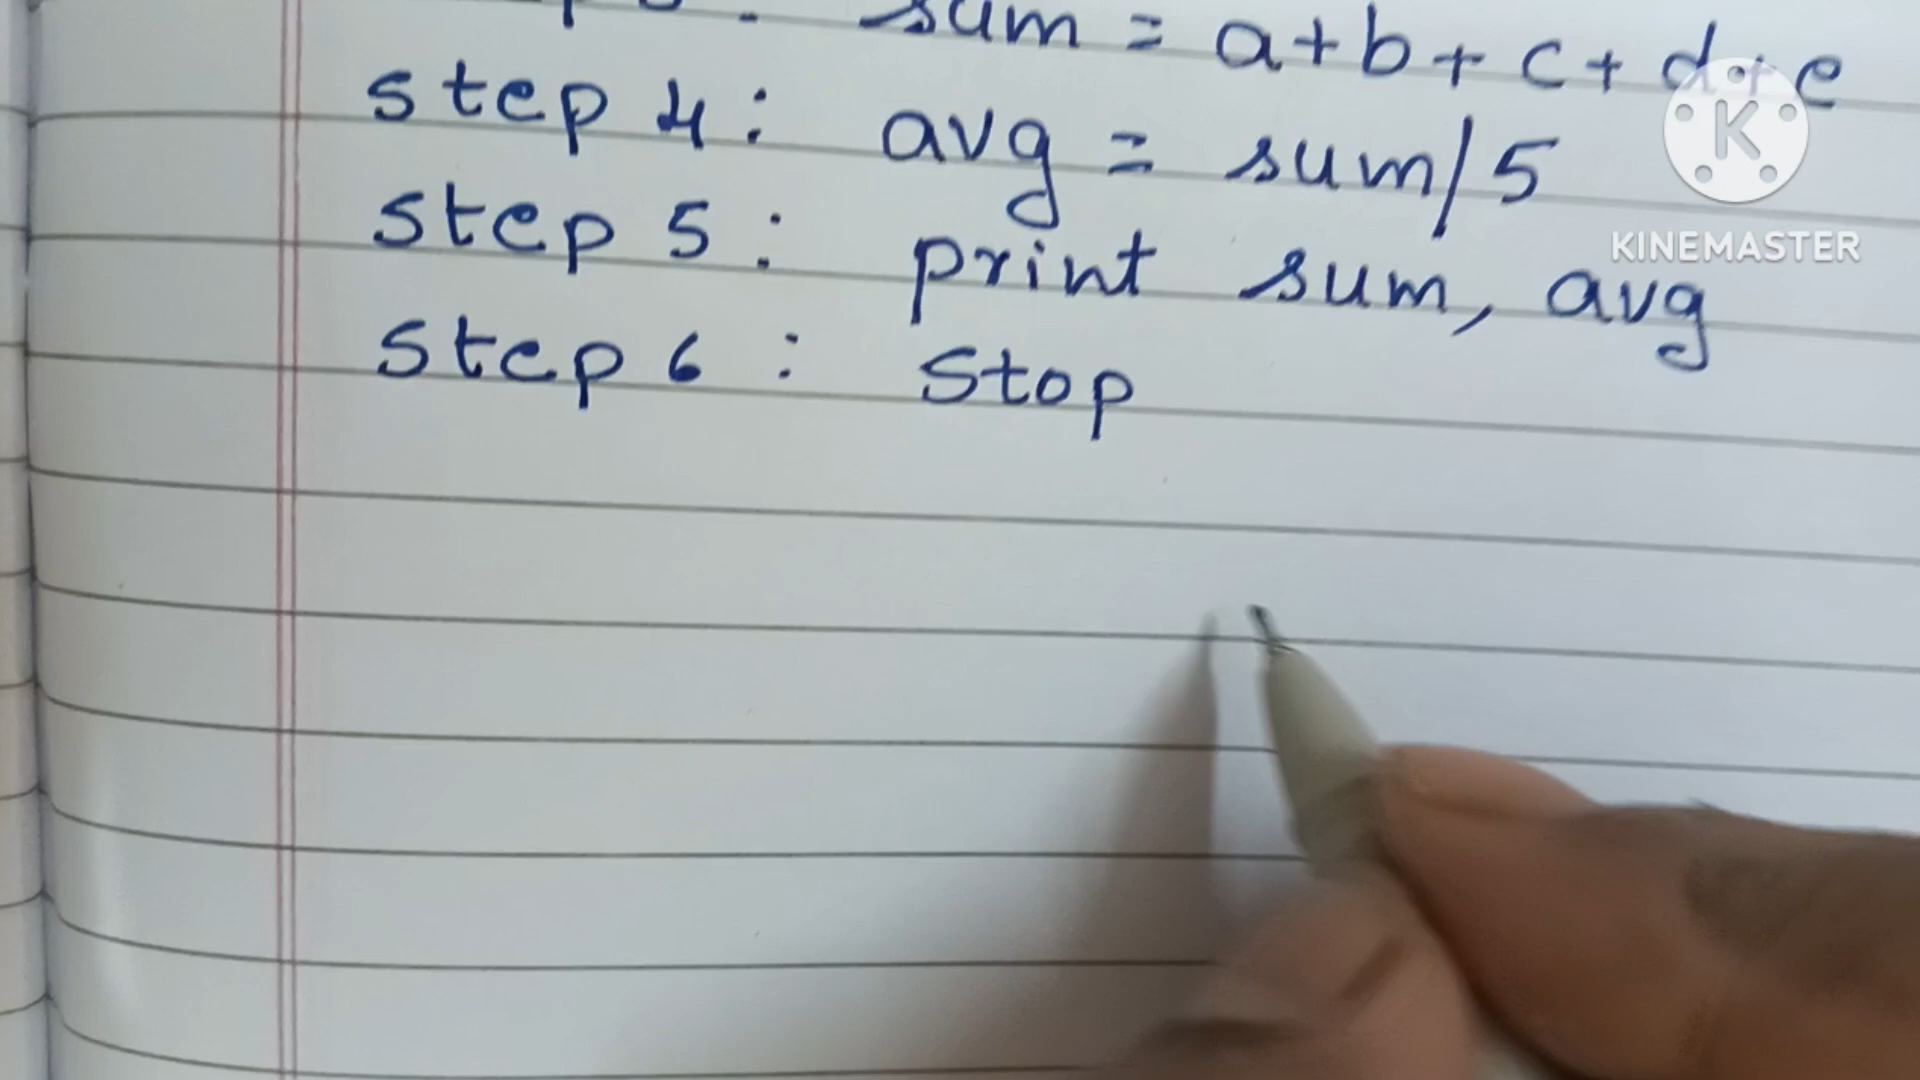 sum = a+b+c+d+e
step 4: avg = sum/5
step 5: print sum, avg
step 6: Stop
K
KINEMASTER